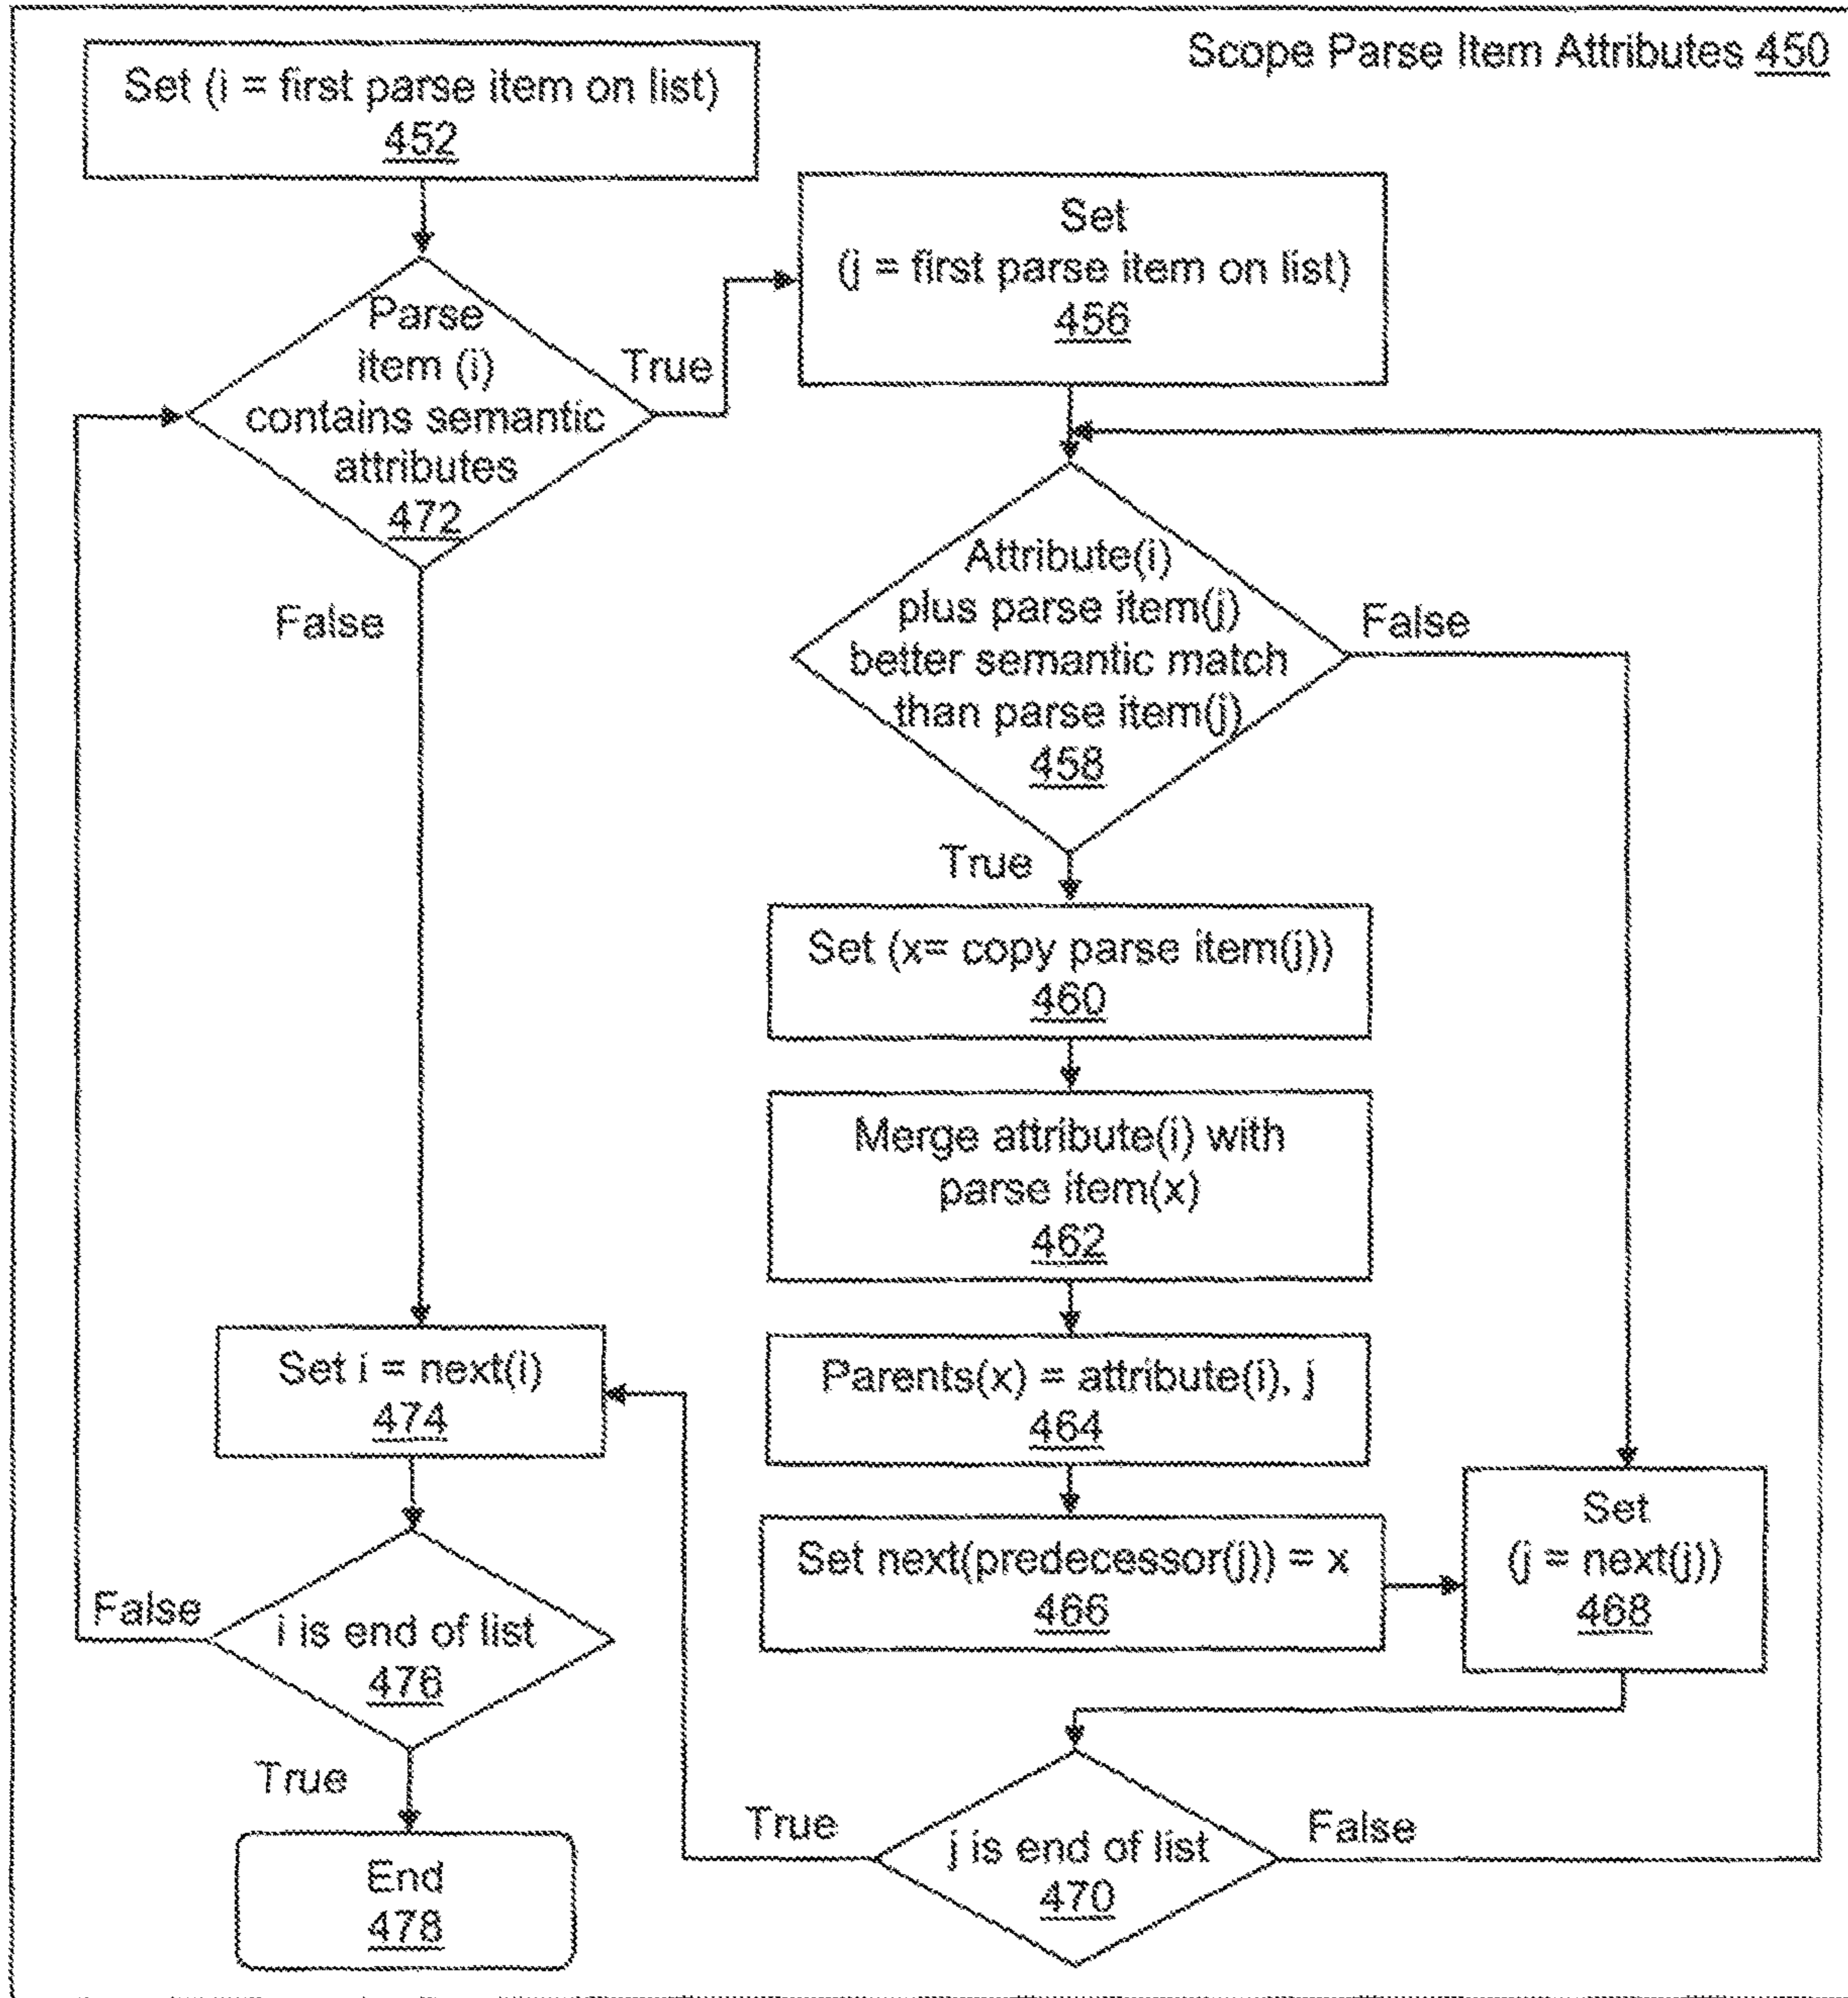 Scope Parse Item Attributes 450
Set (i = first parse item on list)
452
Parse
item (i)
contains semantic
attributes
472
True
False
Set
(j = first parse item on list)
456
Attribute(i)
plus parse item(j)
better semantic match
than parse item(j)
458
False
True
Set (x= copy parse item(j))
460
Merge attribute(i) with
parse item(x)
462
Parents(x) = attribute(i), j
464
Set next(predecessor(j)) = x
466
Set
(j = next(j))
468
j is end of list
470
True
False
Set i = next(i)
474
i is end of list
476
False
True
End
478